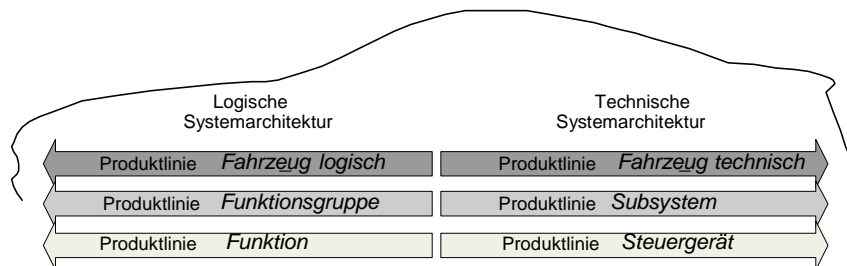 Logische
Systemarchitektur
Technische
Systemarchitektur
Produktlinie Fahrzeug logisch
Produktlinie Fahrzeug technisch
Produktlinie Funktionsgruppe
Produktlinie Subsystem
Produktlinie Funktion
Produktlinie Steuergerät